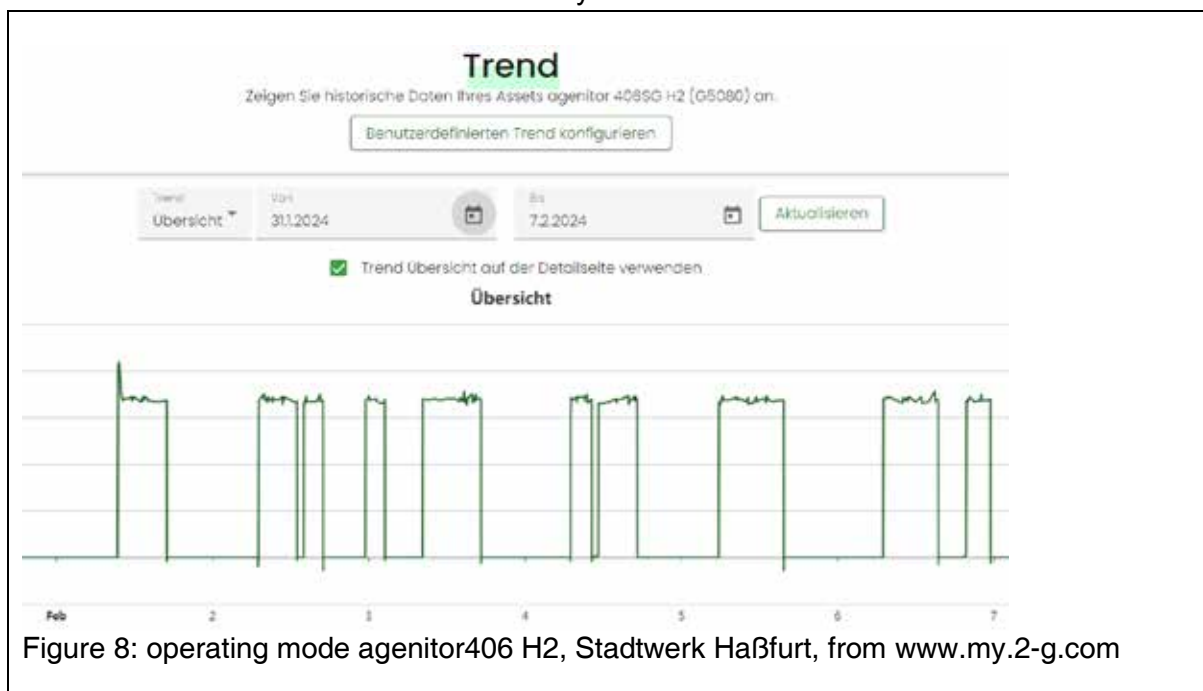 Trend
Zeigen Sie historische Daten Ihres Assets agenitor 406SG H2 (G5080) an.
Benutzerdefinierten Trend konfigurieren
Trend Von Bis
Übersicht 31.1.2024 7.2.2024 Aktualisieren
Trend Übersicht auf der Detailseite verwenden
Übersicht
Feb 2 3 4 5 6 7
Figure 8: operating mode agenitor406 H2, Stadtwerk Haßfurt, from www.my.2-g.com